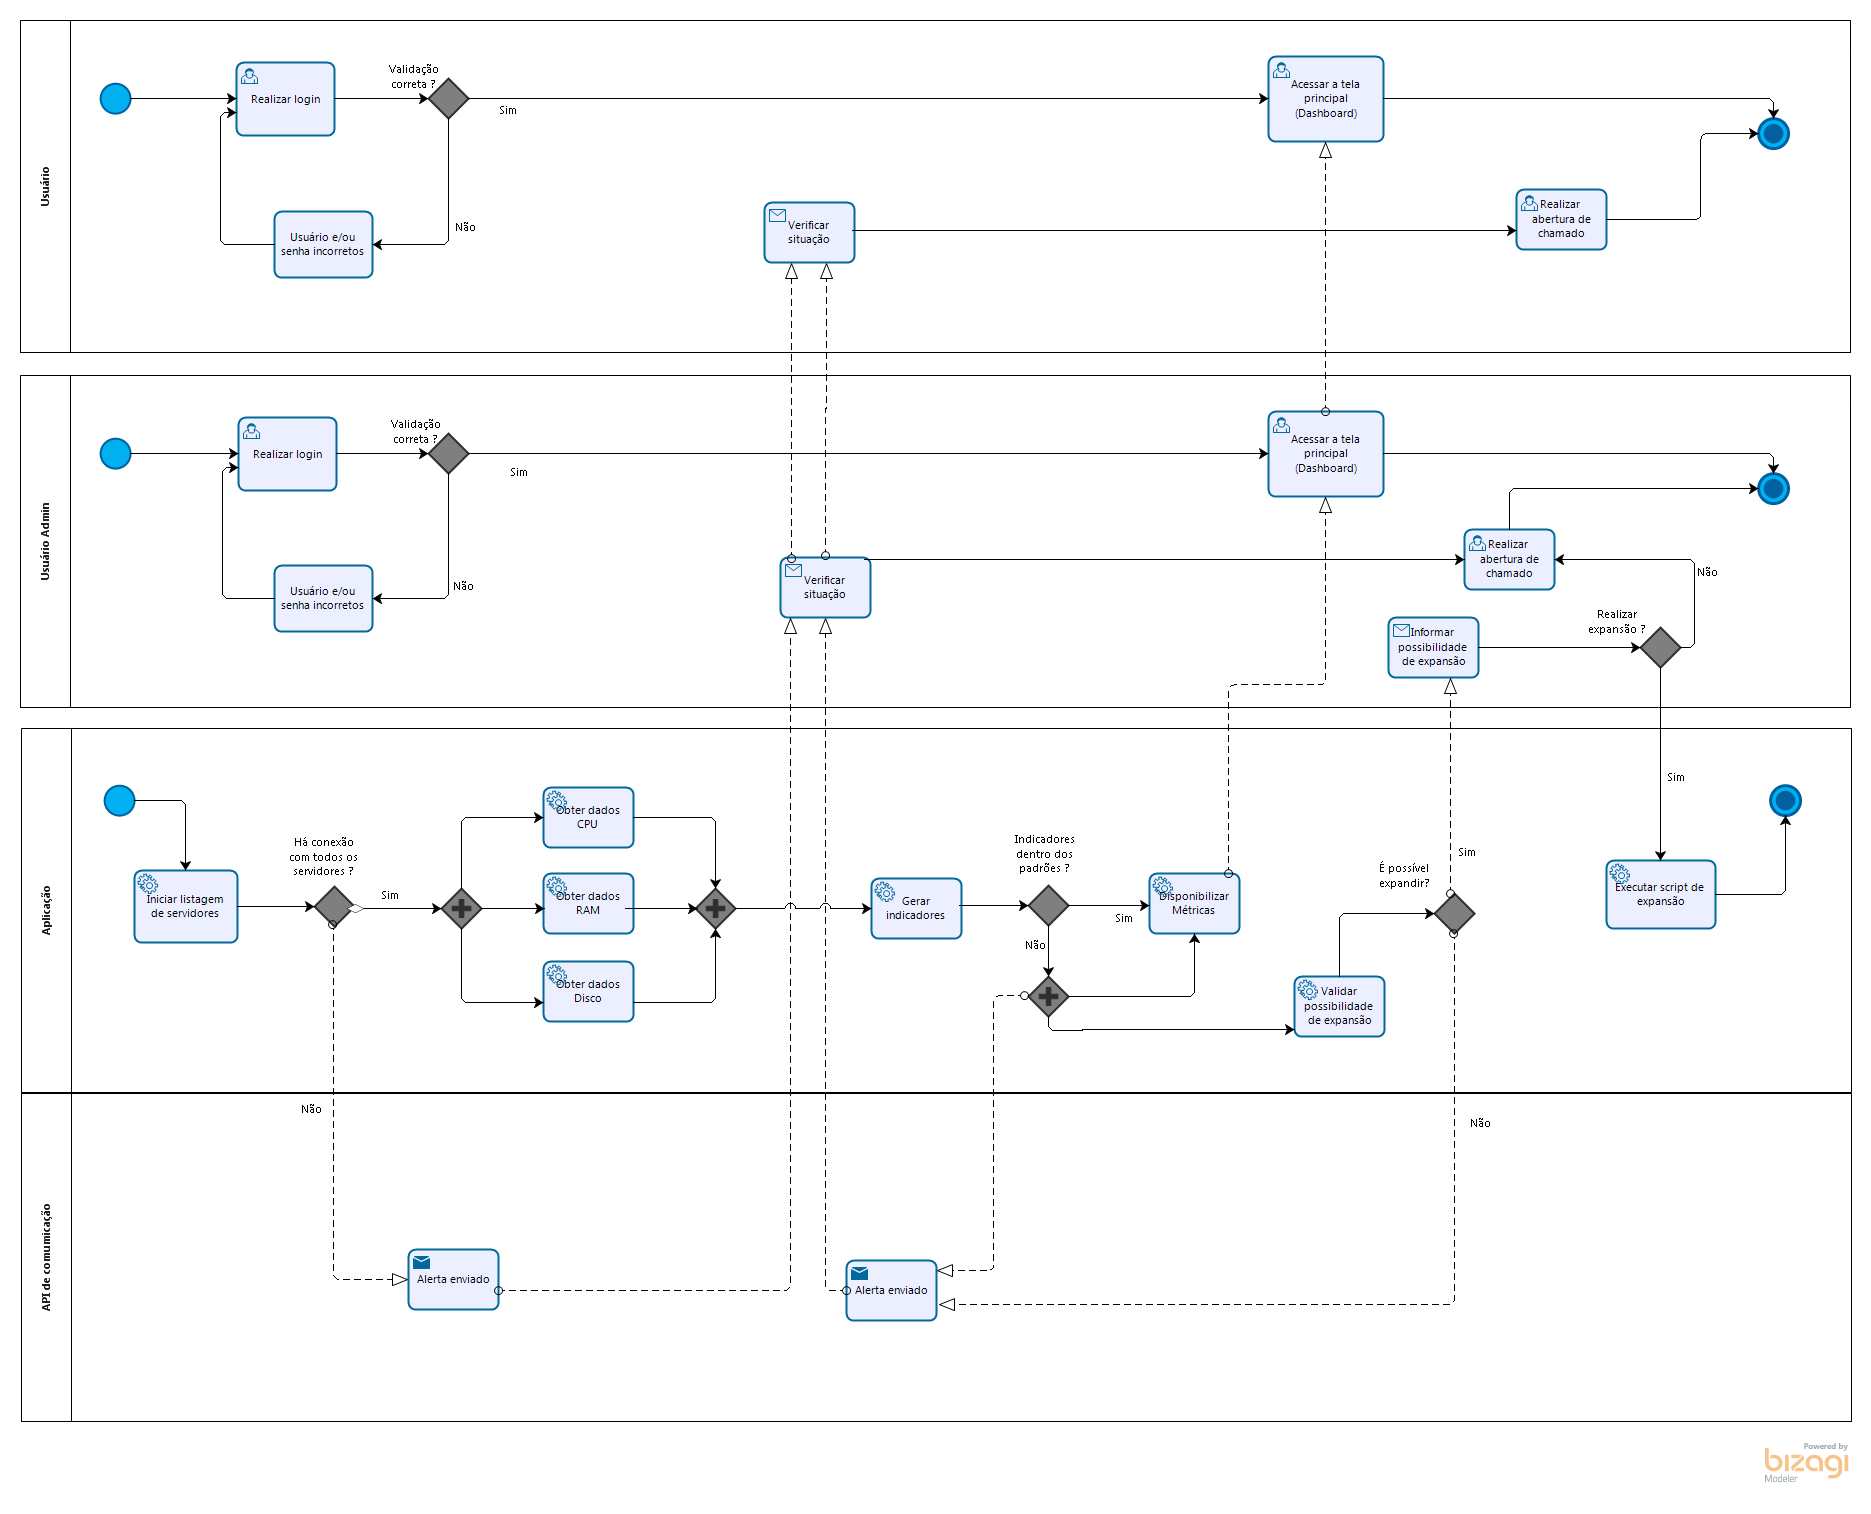 Usuário
Realizar login
Validação
correta ?
Sim
Não
Usuário e/ou
senha incorretos
Verificar
situação
Acessar a tela
principal
(Dashboard)
Realizar
abertura de
chamado
Usuário Admin
Realizar login
Validação
correta ?
Sim
Não
Usuário e/ou
senha incorretos
Verificar
situação
Acessar a tela
principal
(Dashboard)
Realizar
abertura de
chamado
Não
Informar
possibilidade
de expansão
Realizar
expansão ?
Sim
Aplicação
Iniciar listagem
de servidores
Há conexão
com todos os
servidores ?
Sim
Obter dados
CPU
Obter dados
RAM
Obter dados
Disco
Gerar
indicadores
Indicadores
dentro dos
padrões ?
Sim
Não
Disponibilizar
Métricas
Validar
possibilidade
de expansão
É possível
expandir?
Sim
Executar script de
expansão
API de comumicação
Não
Não
Alerta enviado
Alerta enviado
Powered by
bizagi
Modeler